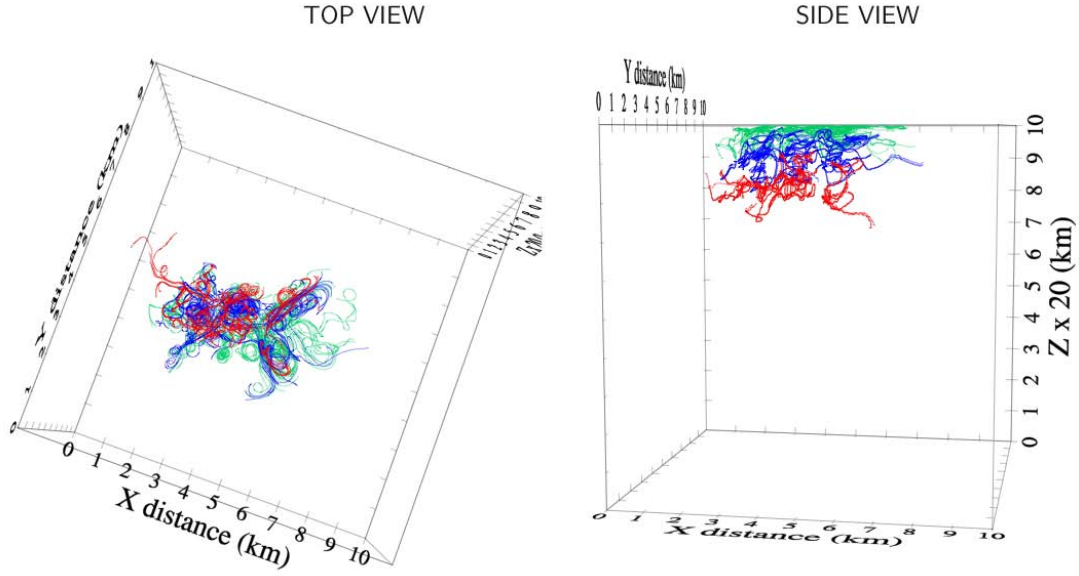 TOP VIEW
SIDE VIEW
Y distance (km)
0 1 2 3 4 5 6 7 8 9 10
10
9
8
7
6
5
4
3
2
1
0
Z x 20 (km)
0 1 2 3 4 5 6 7 8 9 10
X distance (km)
0 1 2 3 4 5 6 7 8 9 10
X distance (km)